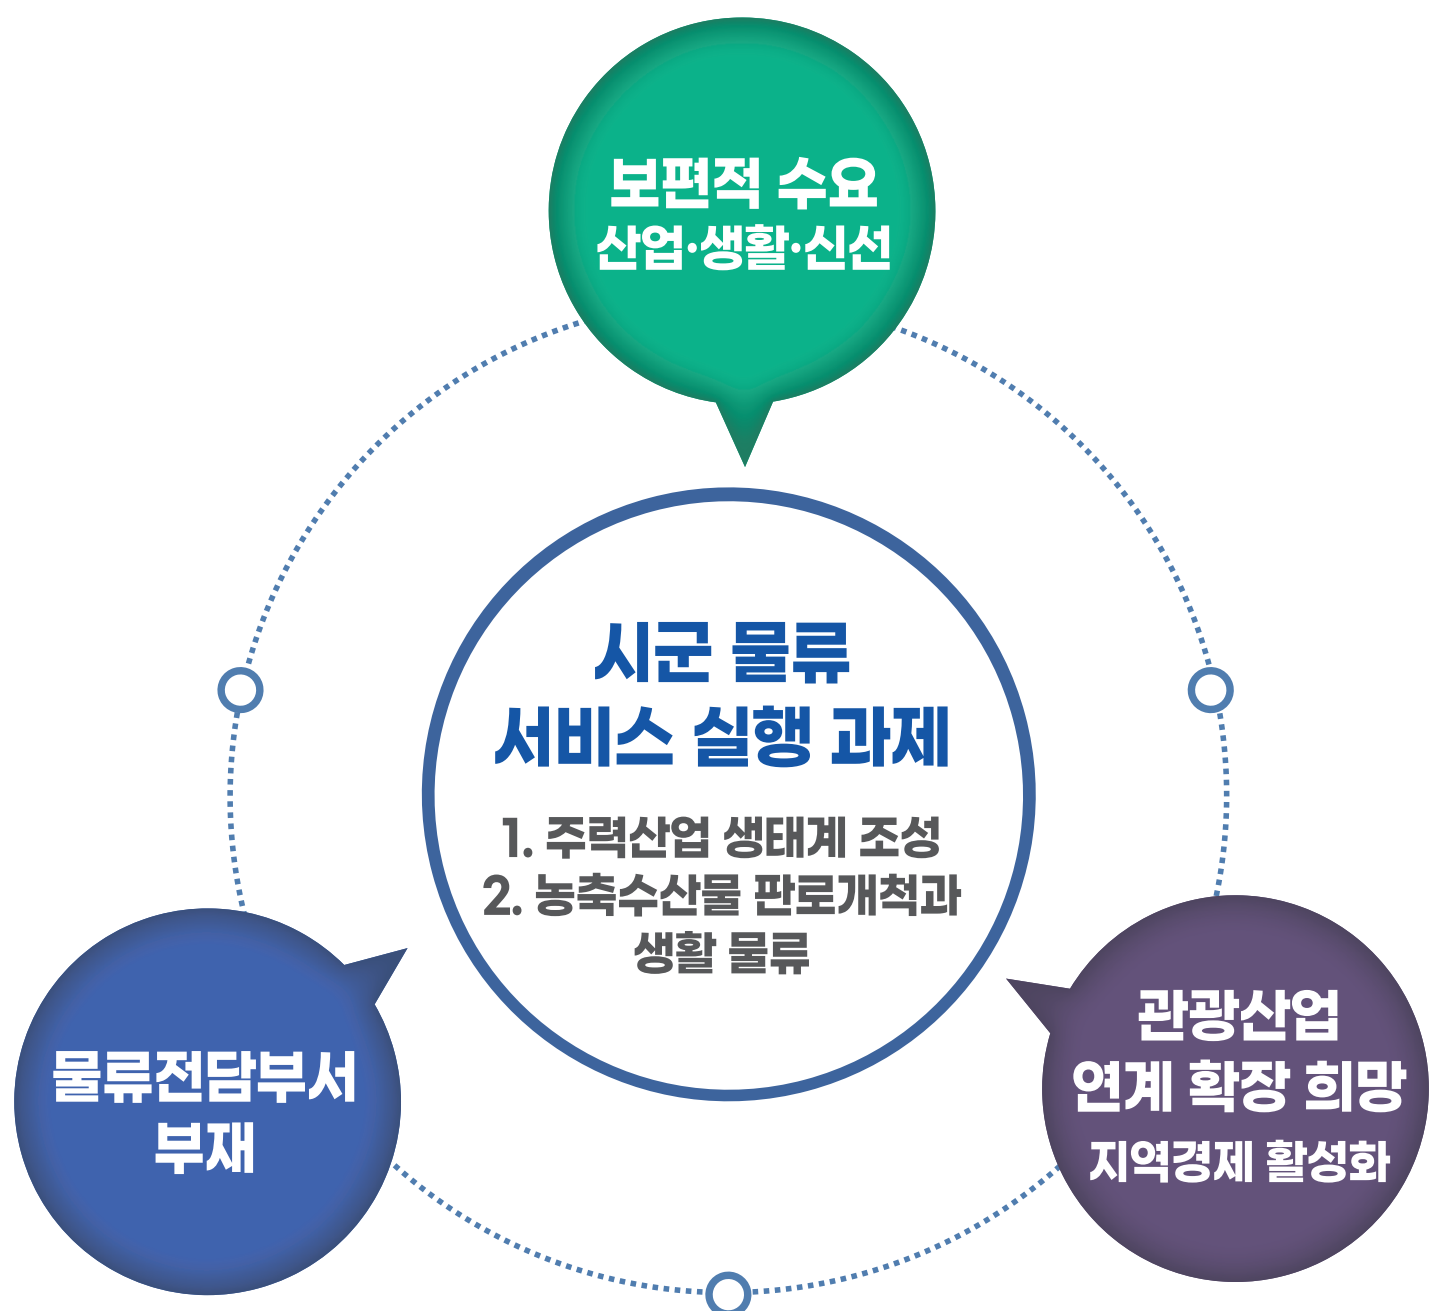 보편적 수요
산업·생활·신선
시군 물류
서비스 실행 과제
1. 주력산업 생태계 조성
2. 농축수산물 판로개척과
생활 물류
물류전담부서
부재
관광산업
연계 확장 희망
지역경제 활성화